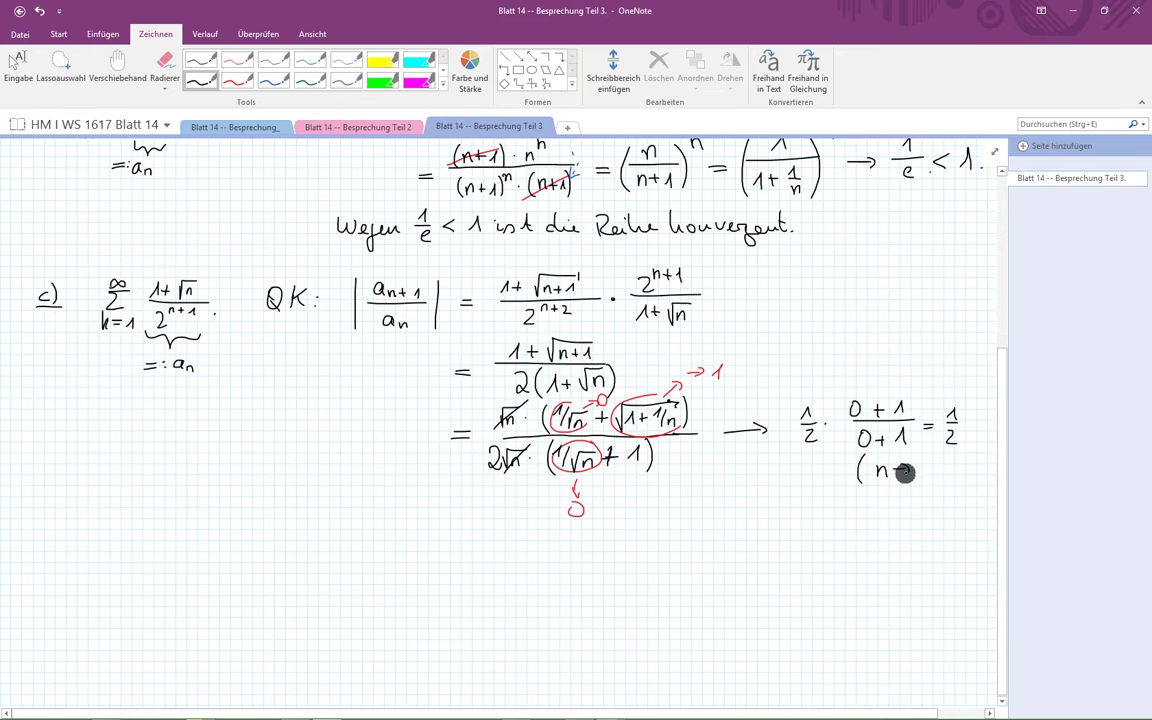 Blatt 14 -- Besprechung Teil 3. - OneNote
Datei Start Einfügen Zeichnen Verlauf Überprüfen Ansicht
Eingabe Lassoauswahl Verschiebehand Radierer
Farbe und Stärke
Schreibbereich einfügen
Löschen Anordnen Drehen
Freihand in Text
Freihand in Gleichung
Tools Formen Bearbeiten Konvertieren
HM I WS 1617 Blatt 14
Blatt 14 -- Besprechung_ Blatt 14 -- Besprechung Teil 2 Blatt 14 -- Besprechung Teil 3
Durchsuchen (Strg+E)
Seite hinzufügen
Blatt 14 -- Besprechung Teil 3.
=: aₙ
= (n+1) · nⁿ / (n+1)ⁿ · (n+1) = (n / n+1)ⁿ = (1 / 1 + 1/n)ⁿ → 1/e < 1.
Wegen 1/e < 1 ist die Reihe konvergent.
c) ∞ Σ k=1 1+√n / 2ⁿ⁺¹ . QK: | aₙ₊₁ / aₙ | = 1 + √n+1 / 2ⁿ⁺² · 2ⁿ⁺¹ / 1+√n
=: aₙ
= 1 + √n+1 / 2(1+√n)
→ 1
→ 0
= √n · (1/√n + √1+1/n) / 2√n · (1/√n + 1) → 1/2 · 0+1 / 0+1 = 1/2
(n →
↓
0